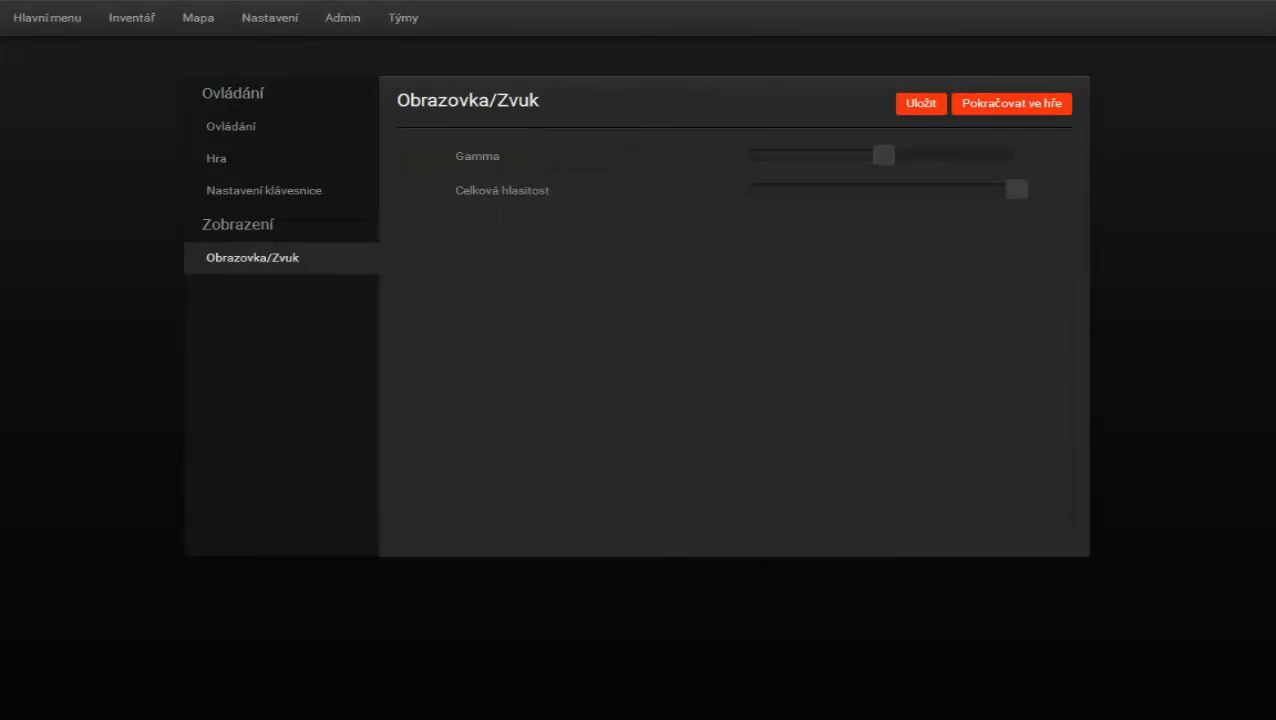 Hlavní menu Inventář Mapa Nastavení Admin Týmy
Ovládání
Ovládání
Hra
Nastavení klávesnice
Zobrazení
Obrazovka/Zvuk
Obrazovka/Zvuk
Uložit Pokračovat ve hře
Gamma
Celková hlasitost